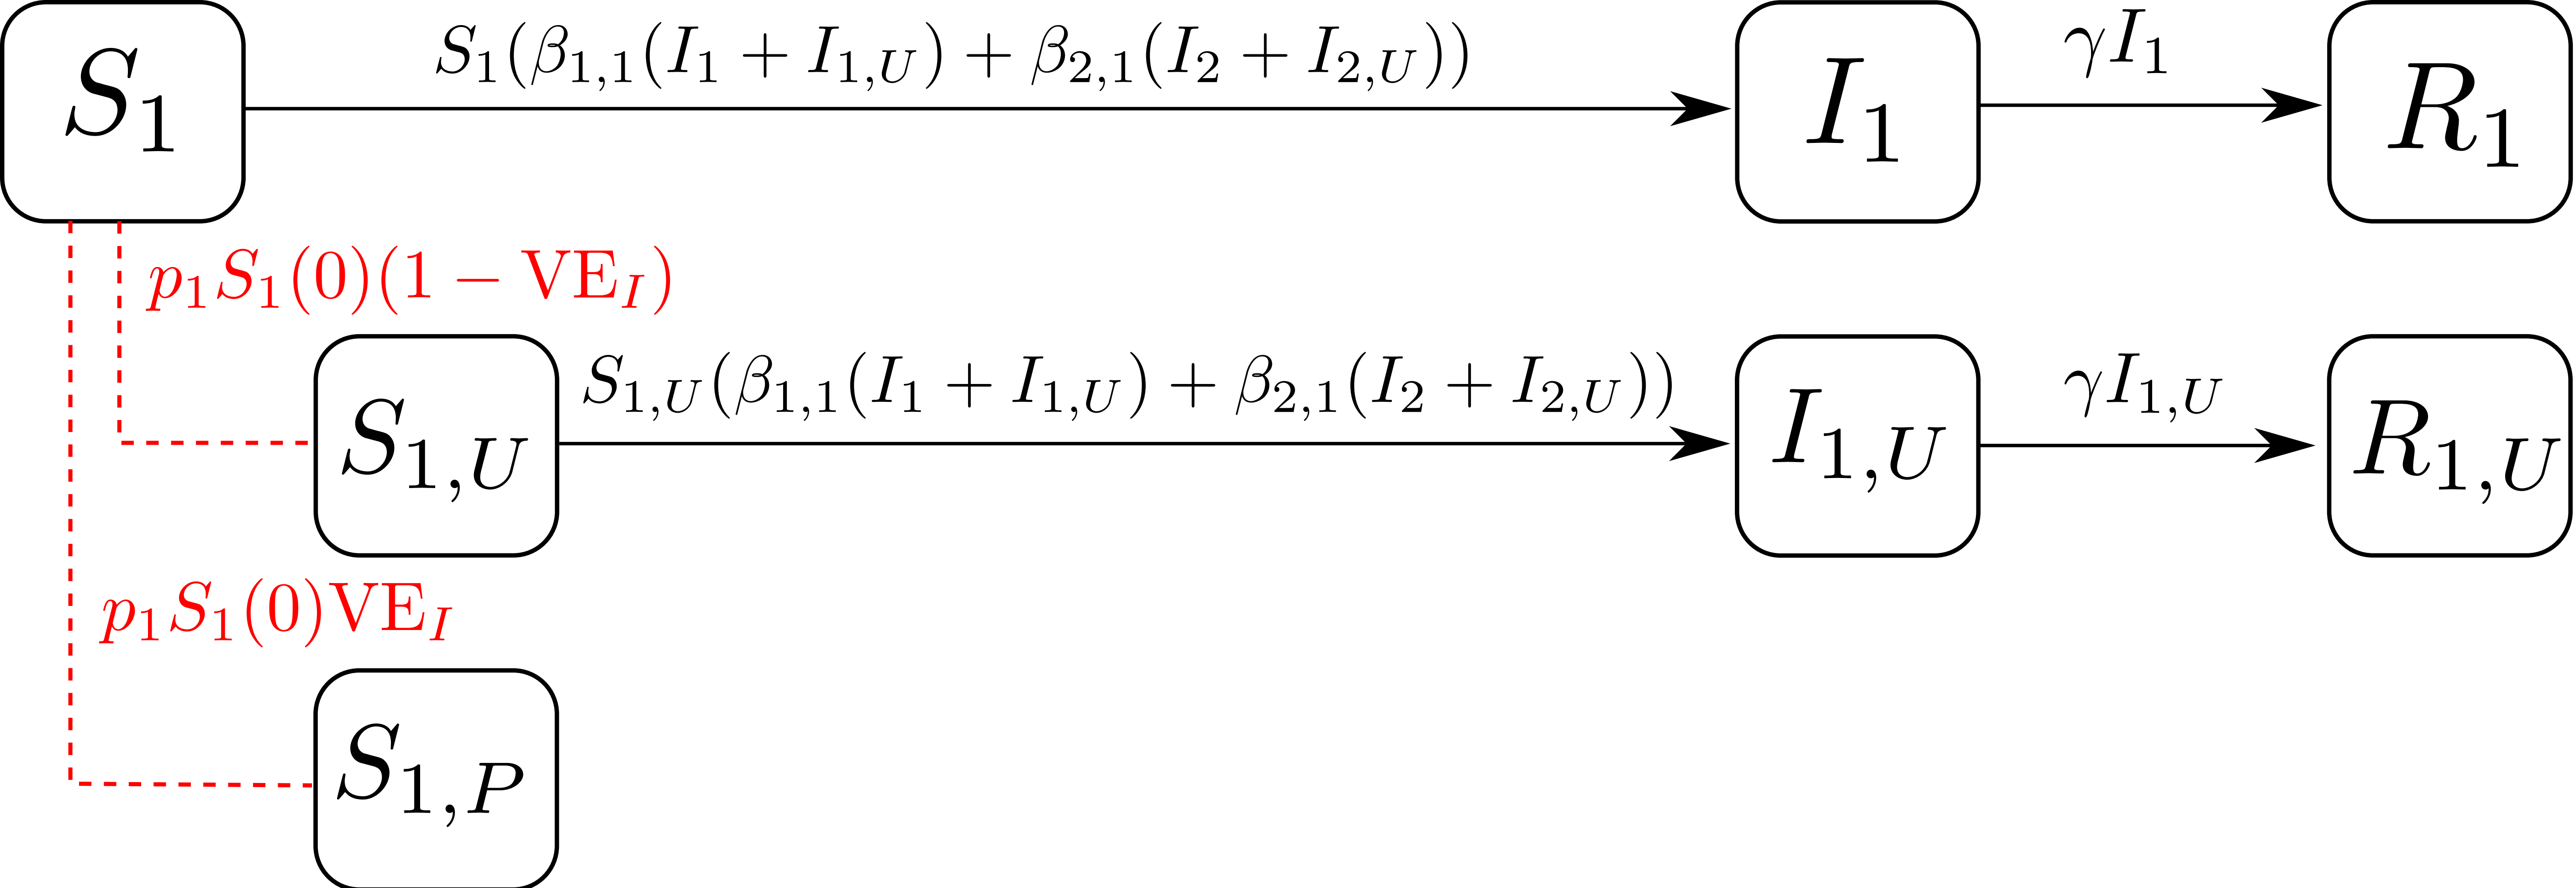 S₁ S₁(β₁,₁(I₁ + I₁,U) + β₂,₁(I₂ + I₂,U)) I₁ γI₁ R₁
p₁S₁(0)(1 − VE_I)
S₁,U S₁,U(β₁,₁(I₁ + I₁,U) + β₂,₁(I₂ + I₂,U)) I₁,U γI₁,U R₁,U
p₁S₁(0)VE_I
S₁,P